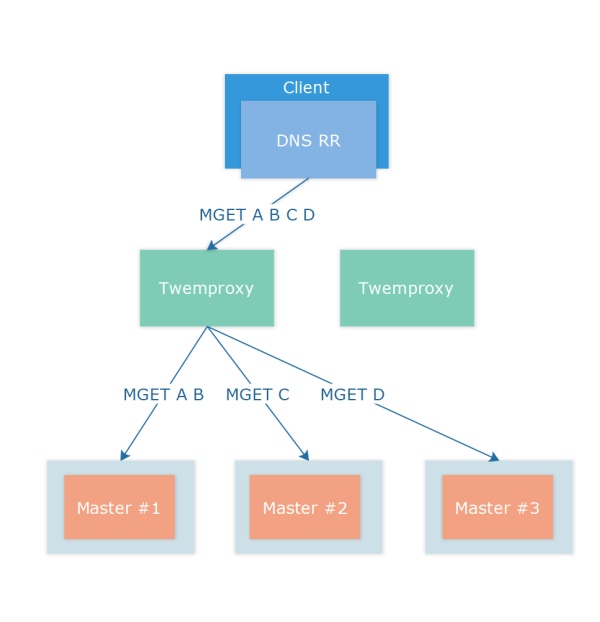 Client
DNS RR
MGET A B C D
Twemproxy
Twemproxy
MGET A B
MGET C
MGET D
Master #1
Master #2
Master #3